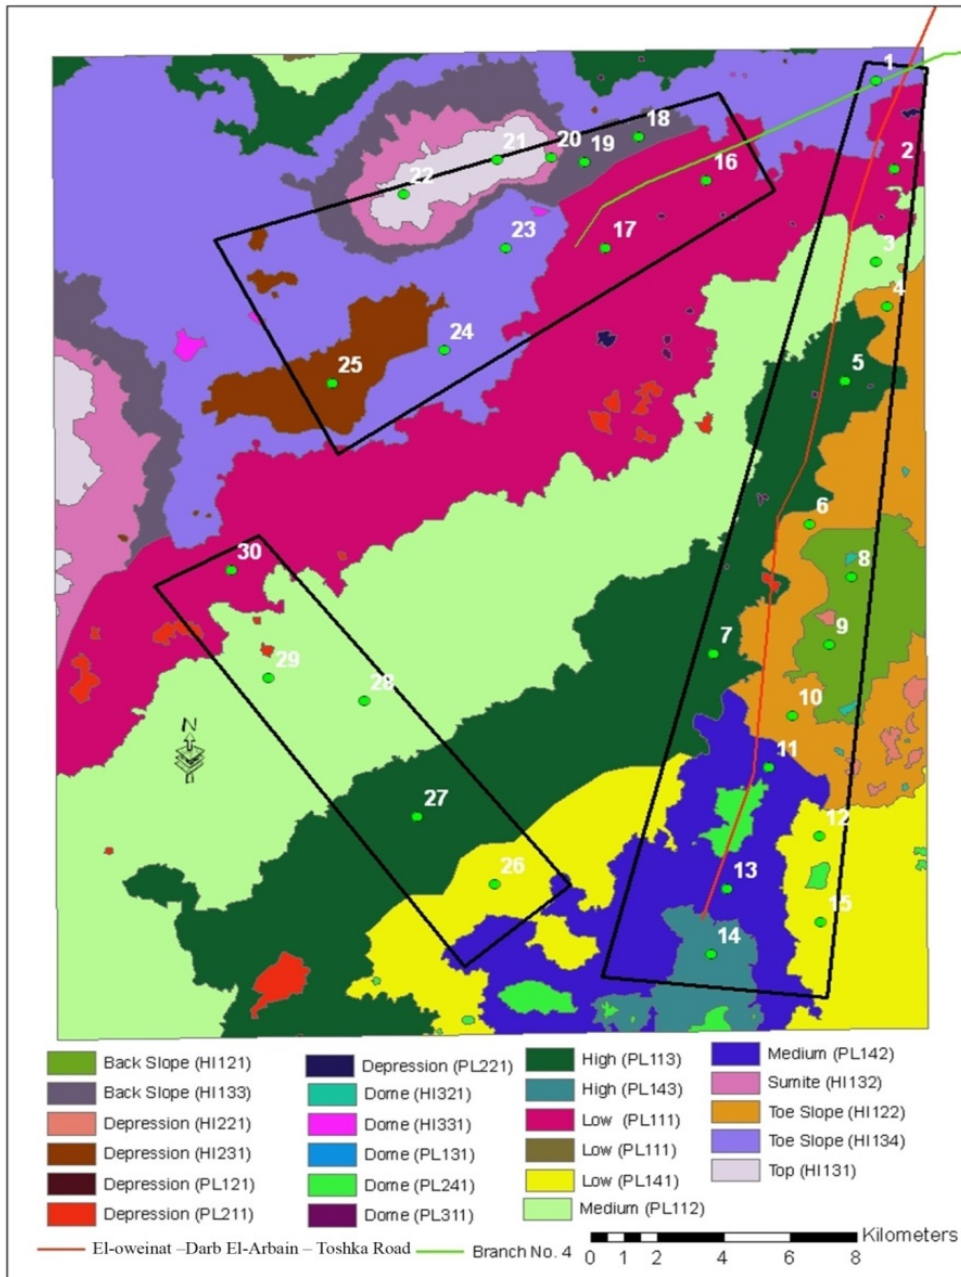 1
18
21
20
19
2
22
16
23
17
3
4
24
25
5
6
30
8
9
7
29
28
10
N
11
27
12
26
13
15
14
Back Slope (HI121)
Back Slope (HI133)
Depression (HI221)
Depression (HI231)
Depression (PL121)
Depression (PL211)
Depression (PL221)
Dome (HI321)
Dome (HI331)
Dome (PL131)
Dome (PL241)
Dome (PL311)
High (PL113)
High (PL143)
Low (PL111)
Low (PL111)
Low (PL141)
Medium (PL112)
Medium (PL142)
Sumite (HI132)
Toe Slope (HI122)
Toe Slope (HI134)
Top (HI131)
Kilometers
0 1 2 4 6 8
El-oweinat –Darb El-Arbain – Toshka Road
Branch No. 4